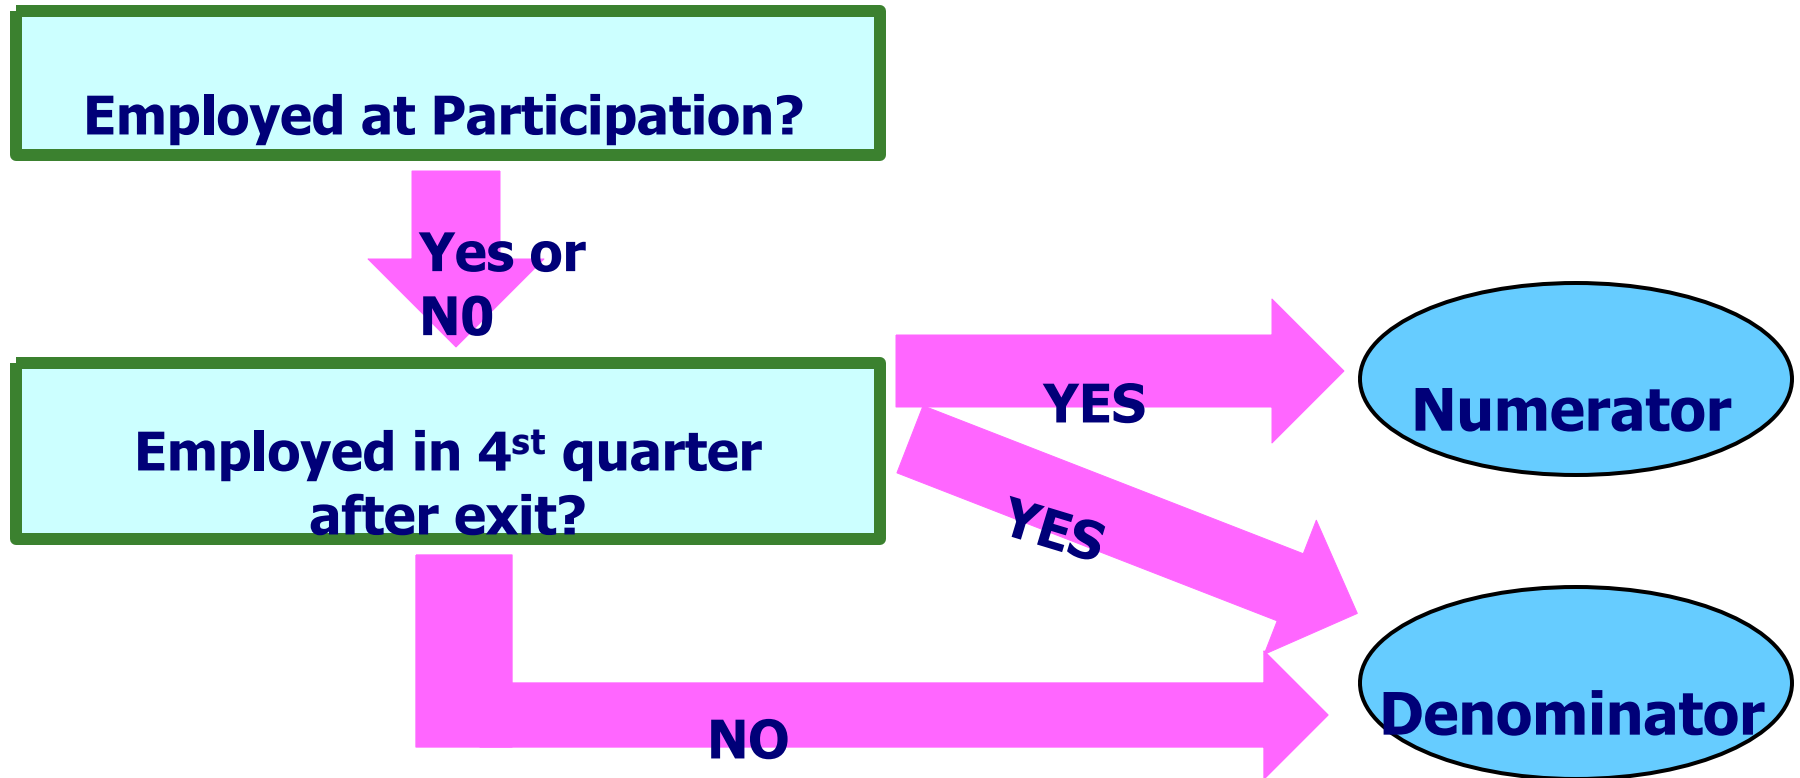 Employed at Participation?
Yes or
N0
YES
Numerator
Employed in 4st quarter
after exit?
YES
NO
Denominator